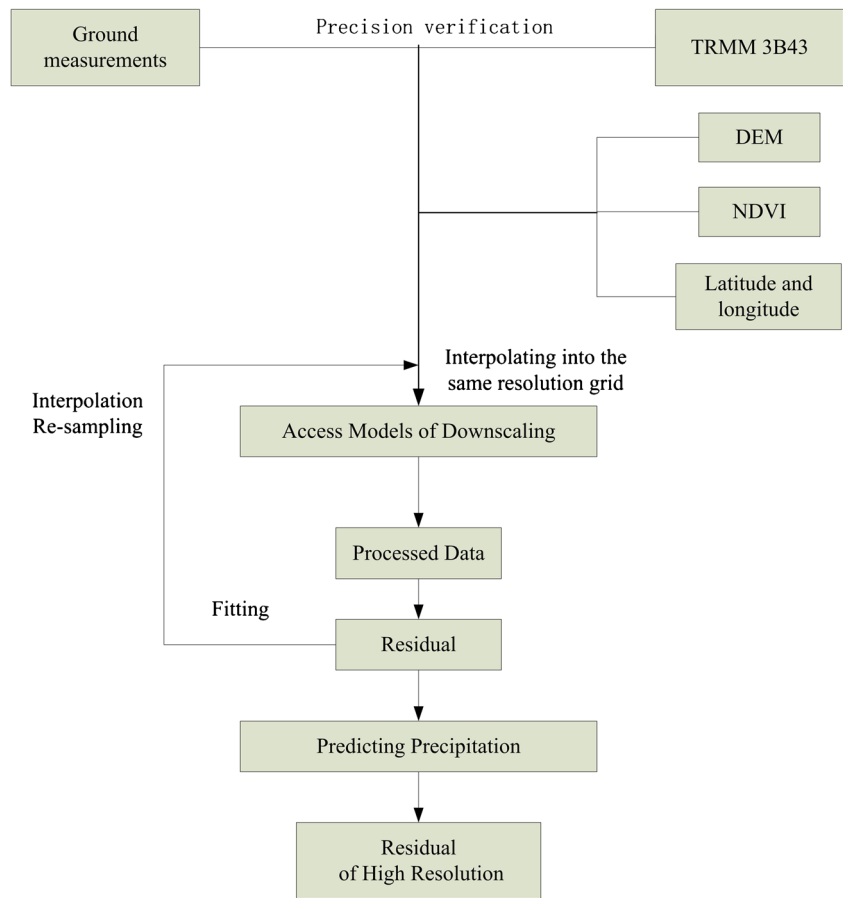 Precision verification
Ground
measurements
TRMM 3B43
DEM
NDVI
Latitude and
longitude
Interpolating into the
same resolution grid
Interpolation
Re-sampling
Access Models of Downscaling
Processed Data
Fitting
Residual
Predicting Precipitation
Residual
of High Resolution